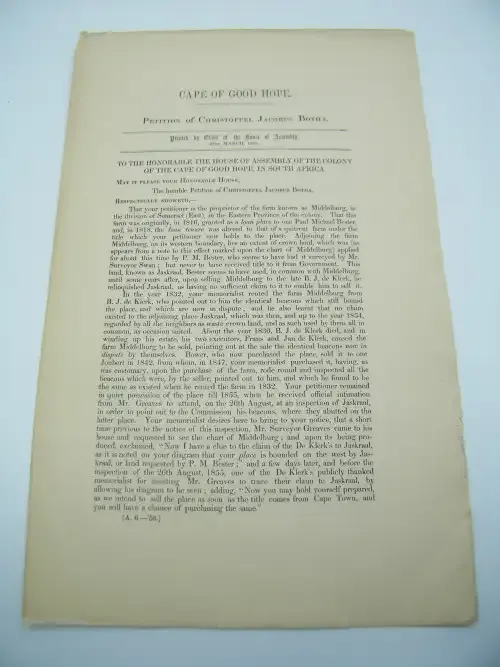 CAPE OF GOOD HOPE.
PETITION OF CHRISTOFFEL JACOBUS BOTHA.
Printed by Order of the House of Assembly.
MARCH
TO THE HONORABLE THE HOUSE OF ASSEMBLY OF THE COLONY
OF THE CAPE OF GOOD HOPE, IN SOUTH AFRICA
MAY IT PLEASE YOUR HONORABLE HOUSE,
The humble Petition of CHRISTOFFEL JACOBUS BOTHA,
RESPECTFULLY SHOWETH,—
That your petitioner is the proprietor of the farm known as Middelburg, in
the division of Somerset (East), in the Eastern Province of the colony. That this
farm was originally, in granted as a loan place to one Paul Michiel Bester,
and, in 1818, the loan tenure was altered to that of a quitrent farm under the
title which your petitioner now holds to the place. Adjoining the farm
Middelburg, on its western boundary, lies an extent of crown land, which was (as
appears from a note to this effect marked upon the chart of Middelburg) applied
for about this time by P. M. Bester, who seems to have had it surveyed by Mr.
Surveyor Swan; but never to have received title to it from Government. This
land, known as Jaskraal, Bester seems to have used, in common with Middelburg,
until some years after, upon selling Middelburg to the late B. J. de Klerk, he
relinquished Jaskraal, as having no sufficient claim to it to enable him to sell it.
In the year 1832, your memorialist rented the farm Middelburg from
B. J. de Klerk, who pointed out to him the identical beacons which still bound
the place, and which are now in dispute, and he also learnt that no claim
existed to the adjoining place Jaskraal, which was then, and up to the year 1854,
regarded by all the neighbors as waste crown land, and as such used by them all in
common, as occasion suited. About the year 1839, B. J. de Klerk died, and in
winding up his estate, his two executors, Frans and Jan de Klerk, caused the
farm Middelburg to be sold, pointing out at the sale the identical beacons now in
dispute by themselves. Bower, who now purchased the place, sold it to one
Joubert in 1842, from whom, in 1847, your memorialist purchased it, having, as
was customary, upon the purchase of the farm, rode round and inspected all the
beacons which were, by the seller, pointed out to him, and which he found to be
the same as existed when he rented the farm in 1832. Your petitioner remained
in quiet possession of the place till 1855, when he received official intimation
from Mr. Greaves to attend, on the 26th August, at an inspection of Jaskraal,
in order to point out to the Commission his beacons, where they abutted on the
latter place. Your memorialist desires here to bring to your notice, that a short
time previous to the notice of this inspection, Mr. Surveyor Greaves came to his
house and requested to see the chart of Middelburg; and upon its being pro-
duced, exclaimed, "Now I have a clue to the claim of the De Klerk's to Jaskraal,
as it is noted on your diagram that your place is bounded on the west by Jas-
kraal, or land requested by P. M. Bester;" and a few days later, and before the
inspection of the 26th August, 1855, one of the De Klerk's publicly thanked
memorialist for assisting Mr. Greaves to trace their claim to Jaskraal, by
allowing his diagram to be seen; adding, "Now you may hold yourself prepared,
as we intend to sell the place as soon as the title comes from Cape Town, and
you will have a chance of purchasing the same."
[A. 6—'58.]